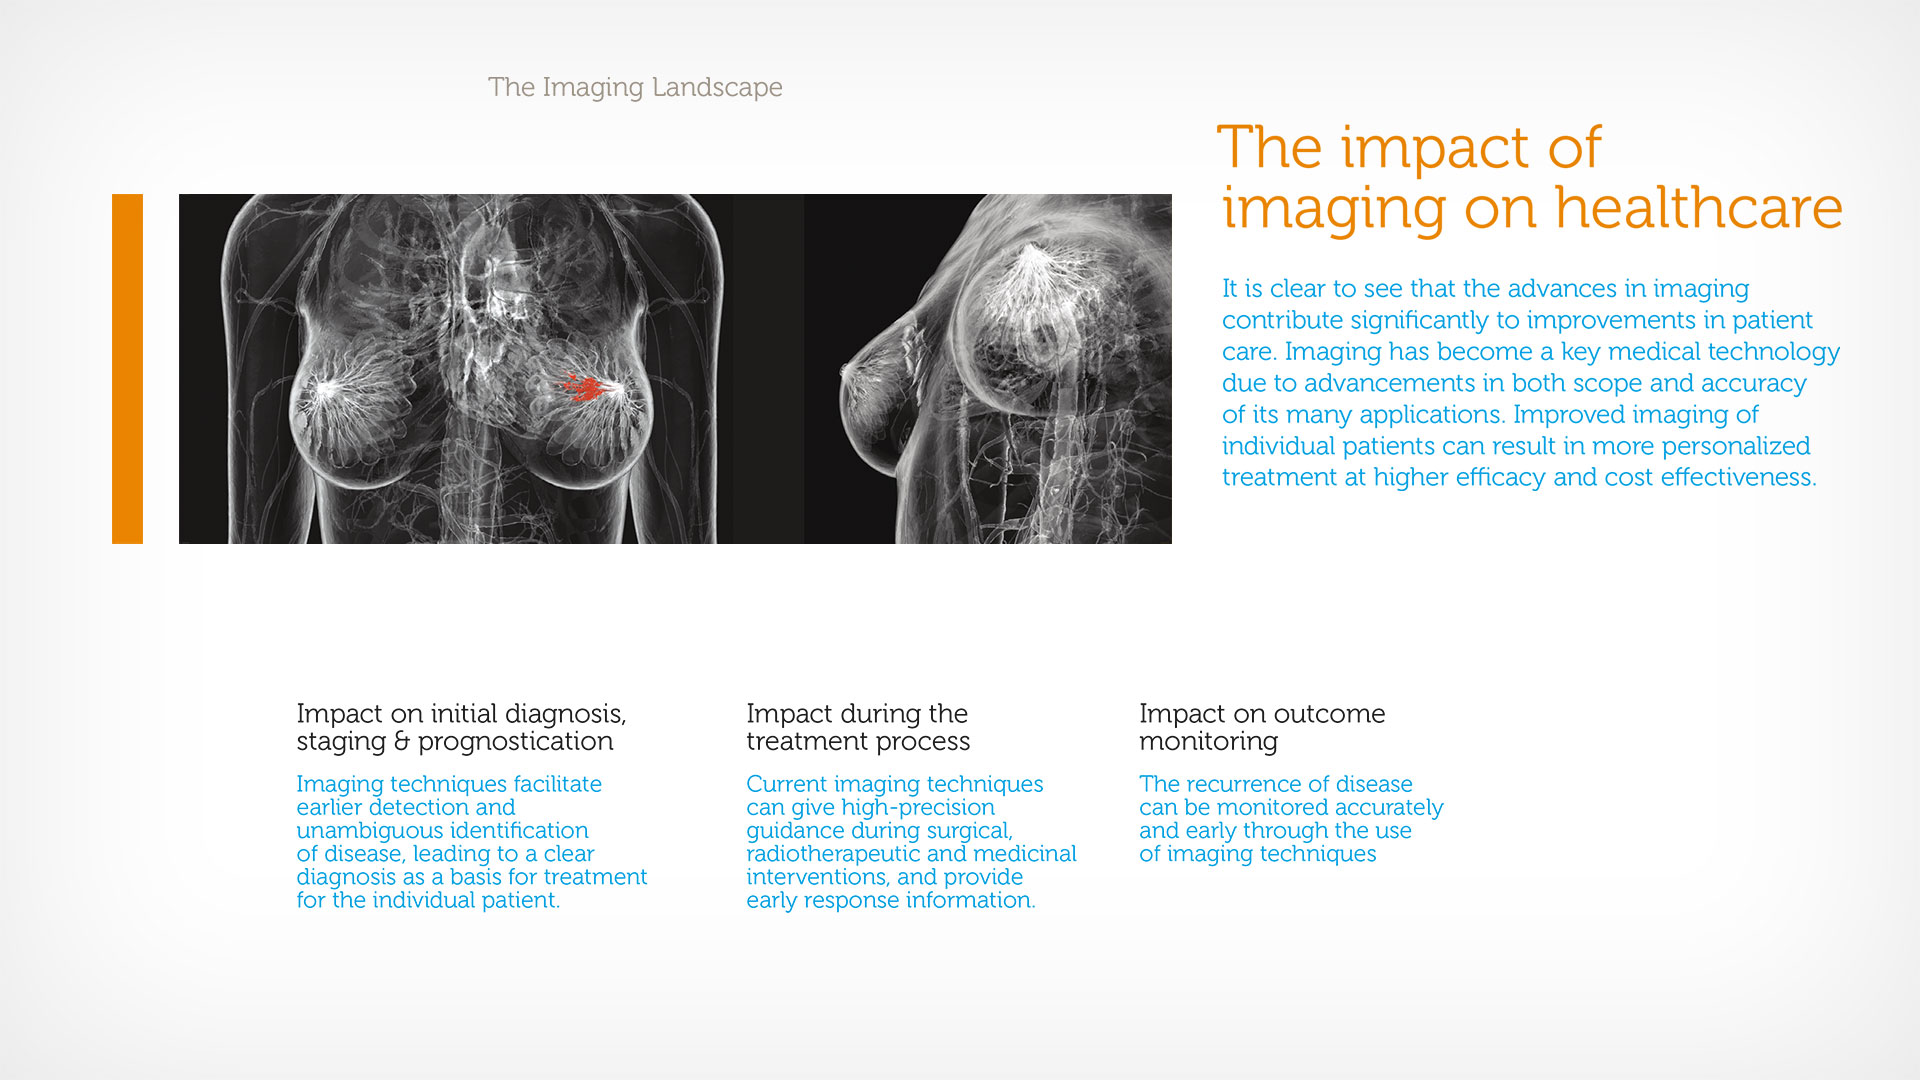 The Imaging Landscape
The impact of
imaging on healthcare
It is clear to see that the advances in imaging
contribute significantly to improvements in patient
care. Imaging has become a key medical technology
due to advancements in both scope and accuracy
of its many applications. Improved imaging of
individual patients can result in more personalized
treatment at higher efficacy and cost effectiveness.
Impact on initial diagnosis,
staging & prognostication
Imaging techniques facilitate
earlier detection and
unambiguous identification
of disease, leading to a clear
diagnosis as a basis for treatment
for the individual patient.
Impact during the
treatment process
Current imaging techniques
can give high-precision
guidance during surgical,
radiotherapeutic and medicinal
interventions, and provide
early response information.
Impact on outcome
monitoring
The recurrence of disease
can be monitored accurately
and early through the use
of imaging techniques